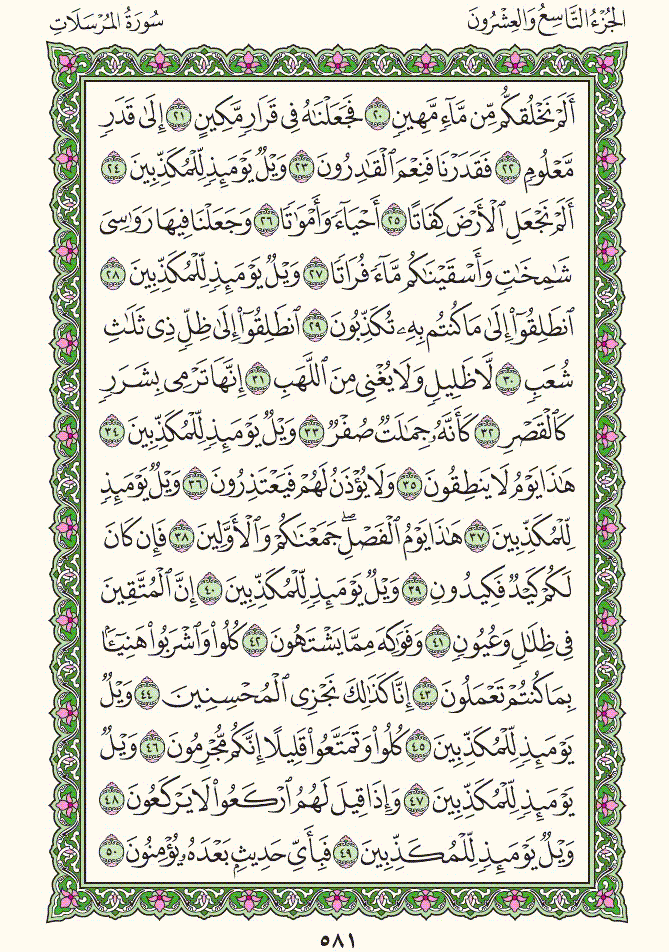 الجُزْءُ التَّاسِعُ وَالعِشْرُونَ
سُورَةُ المُرْسَلَاتِ
أَلَمْ نَخْلُقكُّم مِّن مَّآءٍ مَّهِينٍ ٢٠ فَجَعَلْنَٰهُ فِى قَرَارٍ مَّكِينٍ ٢١ إِلَىٰ قَدَرٍ
مَّعْلُومٍ ٢٢ فَقَدَرْنَا فَنِعْمَ ٱلْقَٰدِرُونَ ٢٣ وَيْلٌ يَوْمَئِذٍ لِّلْمُكَذِّبِينَ ٢٤
أَلَمْ نَجْعَلِ ٱلْأَرْضَ كِفَاتًا ٢٥ أَحْيَآءً وَأَمْوَٰتًا ٢٦ وَجَعَلْنَا فِيهَا رَوَٰسِىَ
شَٰمِخَٰتٍ وَأَسْقَيْنَٰكُم مَّآءً فُرَاتًا ٢٧ وَيْلٌ يَوْمَئِذٍ لِّلْمُكَذِّبِينَ ٢٨
ٱنطَلِقُوٓا۟ إِلَىٰ مَا كُنتُم بِهِۦ تُكَذِّبُونَ ٢٩ ٱنطَلِقُوٓا۟ إِلَىٰ ظِلٍّ ذِى ثَلَٰثِ
شُعَبٍ ٣٠ لَّا ظَلِيلٍ وَلَا يُغْنِى مِنَ ٱللَّهَبِ ٣١ إِنَّهَا تَرْمِى بِشَرَرٍ
كَٱلْقَصْرِ ٣٢ كَأَنَّهُۥ جِمَٰلَتٌ صُفْرٌ ٣٣ وَيْلٌ يَوْمَئِذٍ لِّلْمُكَذِّبِينَ ٣٤
هَٰذَا يَوْمُ لَا يَنطِقُونَ ٣٥ وَلَا يُؤْذَنُ لَهُمْ فَيَعْتَذِرُونَ ٣٦ وَيْلٌ يَوْمَئِذٍ
لِّلْمُكَذِّبِينَ ٣٧ هَٰذَا يَوْمُ ٱلْفَصْلِ ۖ جَمَعْنَٰكُمْ وَٱلْأَوَّلِينَ ٣٨ فَإِن كَانَ
لَكُمْ كَيْدٌ فَكِيدُونِ ٣٩ وَيْلٌ يَوْمَئِذٍ لِّلْمُكَذِّبِينَ ٤٠ إِنَّ ٱلْمُتَّقِينَ
فِى ظِلَٰلٍ وَعُيُونٍ ٤١ وَفَوَٰكِهَ مِمَّا يَشْتَهُونَ ٤٢ كُلُوا۟ وَٱشْرَبُوا۟ هَنِيٓـًٔۢا
بِمَا كُنتُمْ تَعْمَلُونَ ٤٣ إِنَّا كَذَٰلِكَ نَجْزِى ٱلْمُحْسِنِينَ ٤٤ وَيْلٌ
يَوْمَئِذٍ لِّلْمُكَذِّبِينَ ٤٥ كُلُوا۟ وَتَمَتَّعُوا۟ قَلِيلًا إِنَّكُم مُّجْرِمُونَ ٤٦ وَيْلٌ
يَوْمَئِذٍ لِّلْمُكَذِّبِينَ ٤٧ وَإِذَا قِيلَ لَهُمُ ٱرْكَعُوا۟ لَا يَرْكَعُونَ ٤٨
وَيْلٌ يَوْمَئِذٍ لِّلْمُكَذِّبِينَ ٤٩ فَبِأَىِّ حَدِيثٍۭ بَعْدَهُۥ يُؤْمِنُونَ ٥٠
٥٨١